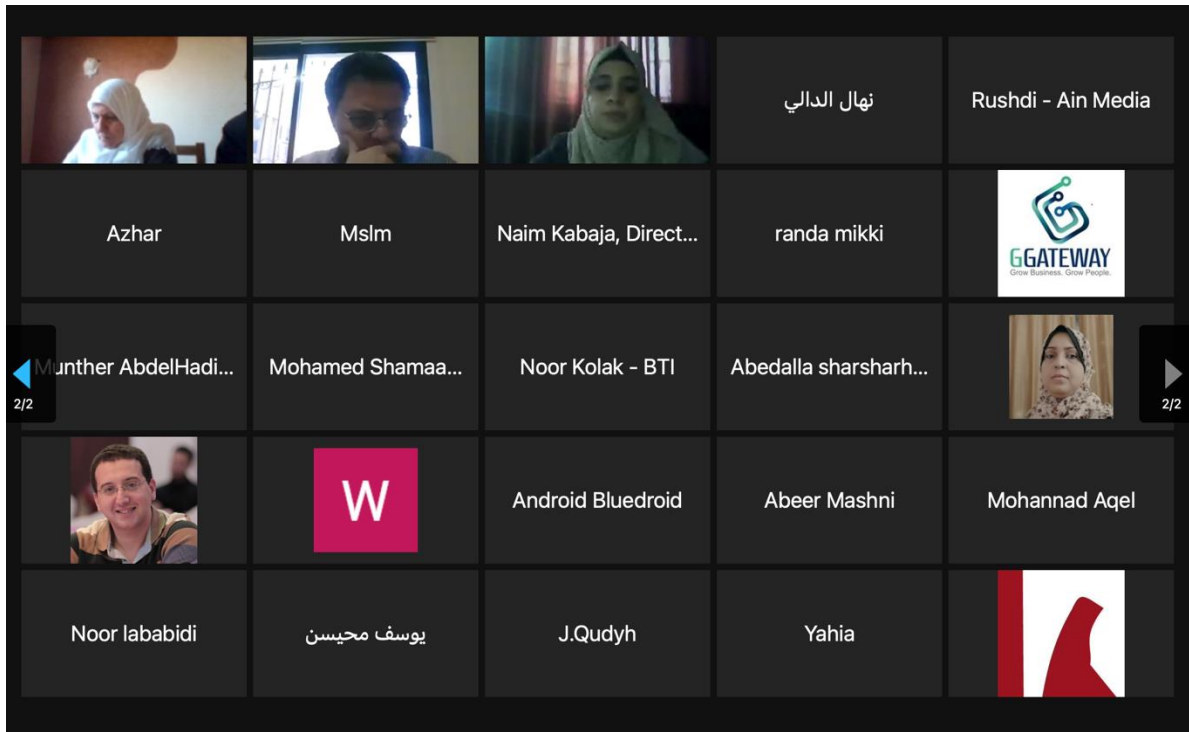 نهال الدالي
Rushdi - Ain Media
Azhar
Mslm
Naim Kabaja, Direct...
randa mikki
GGATEWAY
Grow Business. Grow People.
Munther AbdelHadi...
Mohamed Shamaa...
Noor Kolak - BTI
Abedalla sharsharh...
2/2
2/2
W
Android Bluedroid
Abeer Mashni
Mohannad Aqel
Noor lababidi
يوسف محيسن
J.Qudyh
Yahia